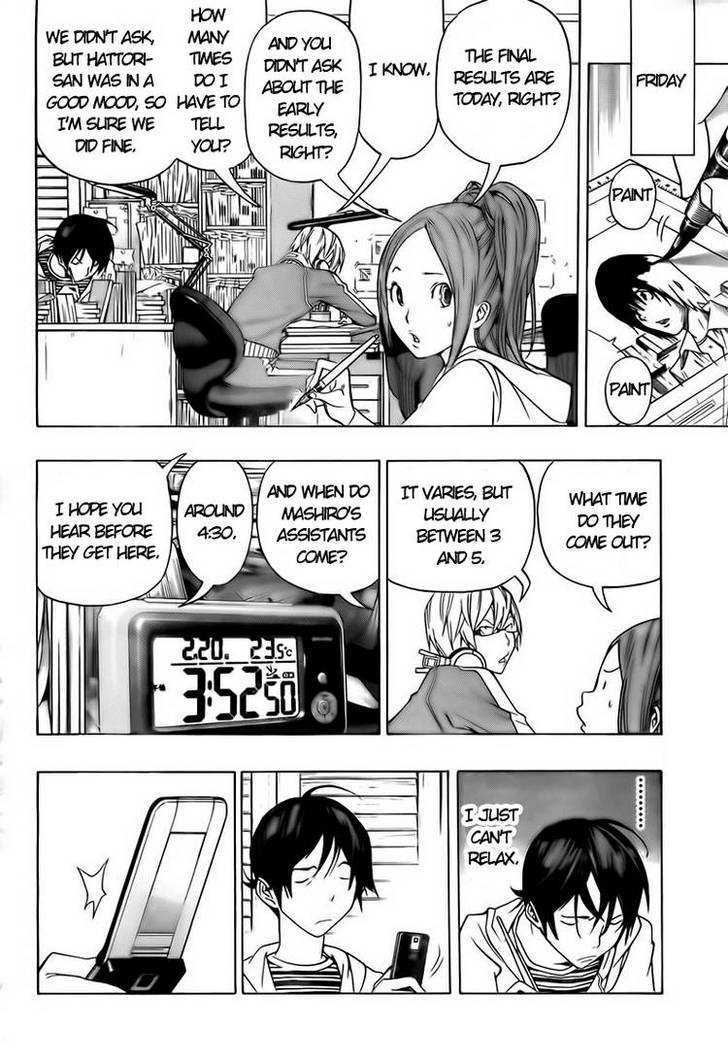 FRIDAY
PAINT
PAINT
THE FINAL
RESULTS ARE
TODAY, RIGHT?
I KNOW.
AND YOU
DIDN'T ASK
ABOUT THE
EARLY
RESULTS,
RIGHT?
HOW
MANY
TIMES
DO I
HAVE TO
TELL
YOU?
WE DIDN'T ASK,
BUT HATTORI-
SAN WAS IN A
GOOD MOOD, SO
I'M SURE WE
DID FINE.
WHAT TIME
DO THEY
COME OUT?
IT VARIES, BUT
USUALLY
BETWEEN 3
AND 5.
AND WHEN DO
MASHIRO'S
ASSISTANTS
COME?
AROUND
4:30.
I HOPE YOU
HEAR BEFORE
THEY GET HERE.
2.20. 23.5°C
3:52 50
.........
I JUST
CAN'T
RELAX.